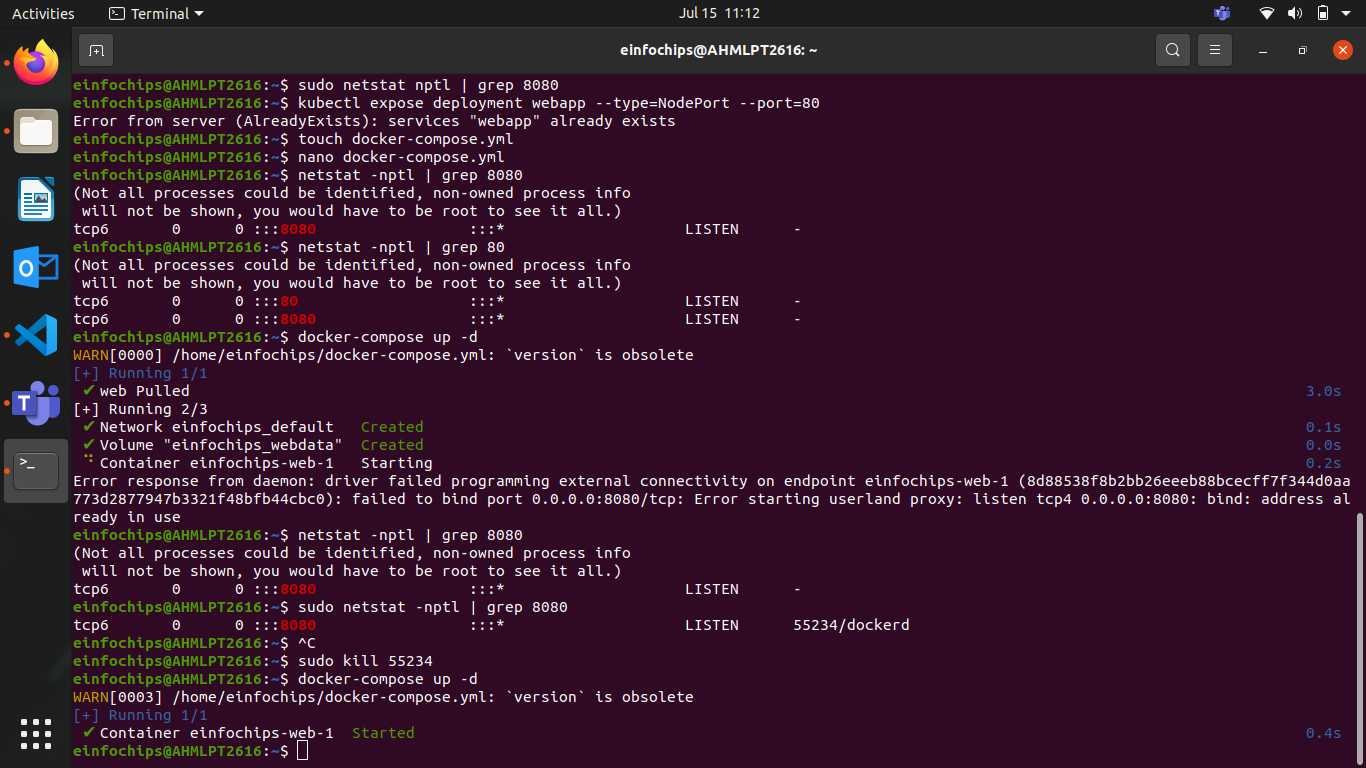 Activities
Terminal
Jul 15 11:12
einfochips@AHMLPT2616: ~
einfochips@AHMLPT2616:~$ sudo netstat nptl | grep 8080
einfochips@AHMLPT2616:~$ kubectl expose deployment webapp --type=NodePort --port=80
Error from server (AlreadyExists): services "webapp" already exists
einfochips@AHMLPT2616:~$ touch docker-compose.yml
einfochips@AHMLPT2616:~$ nano docker-compose.yml
einfochips@AHMLPT2616:~$ netstat -nptl | grep 8080
(Not all processes could be identified, non-owned process info
 will not be shown, you would have to be root to see it all.)
tcp6       0      0 :::8080                 :::*                    LISTEN      -
einfochips@AHMLPT2616:~$ netstat -nptl | grep 80
(Not all processes could be identified, non-owned process info
 will not be shown, you would have to be root to see it all.)
tcp6       0      0 :::80                   :::*                    LISTEN      -
tcp6       0      0 :::8080                 :::*                    LISTEN      -
einfochips@AHMLPT2616:~$ docker-compose up -d
WARN[0000] /home/einfochips/docker-compose.yml: `version` is obsolete
[+] Running 1/1
 ✔ web Pulled 3.0s
[+] Running 2/3
 ✔ Network einfochips_default   Created 0.1s
 ✔ Volume "einfochips_webdata"  Created 0.0s
 ⠙ Container einfochips-web-1   Starting 0.2s
Error response from daemon: driver failed programming external connectivity on endpoint einfochips-web-1 (8d88538f8b2bb26eeeb88bcecff7f344d0aa
773d2877947b3321f48bfb44cbc0): failed to bind port 0.0.0.0:8080/tcp: Error starting userland proxy: listen tcp4 0.0.0.0:8080: bind: address al
ready in use
einfochips@AHMLPT2616:~$ netstat -nptl | grep 8080
(Not all processes could be identified, non-owned process info
 will not be shown, you would have to be root to see it all.)
tcp6       0      0 :::8080                 :::*                    LISTEN      -
einfochips@AHMLPT2616:~$ sudo netstat -nptl | grep 8080
tcp6       0      0 :::8080                 :::*                    LISTEN      55234/dockerd
einfochips@AHMLPT2616:~$ ^C
einfochips@AHMLPT2616:~$ sudo kill 55234
einfochips@AHMLPT2616:~$ docker-compose up -d
WARN[0003] /home/einfochips/docker-compose.yml: `version` is obsolete
[+] Running 1/1
 ✔ Container einfochips-web-1  Started 0.4s
einfochips@AHMLPT2616:~$